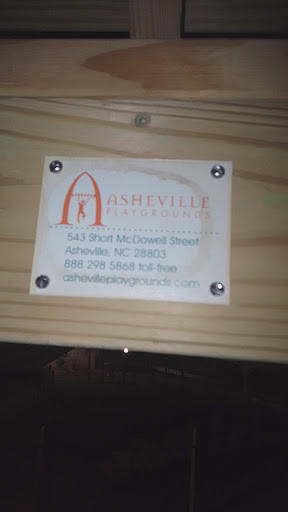 ASHEVILLE
PLAYGROUNDS
543 Short McDowell Street
Asheville, NC 28803
888 298 5868 toll-free
ashevilleplaygrounds.com